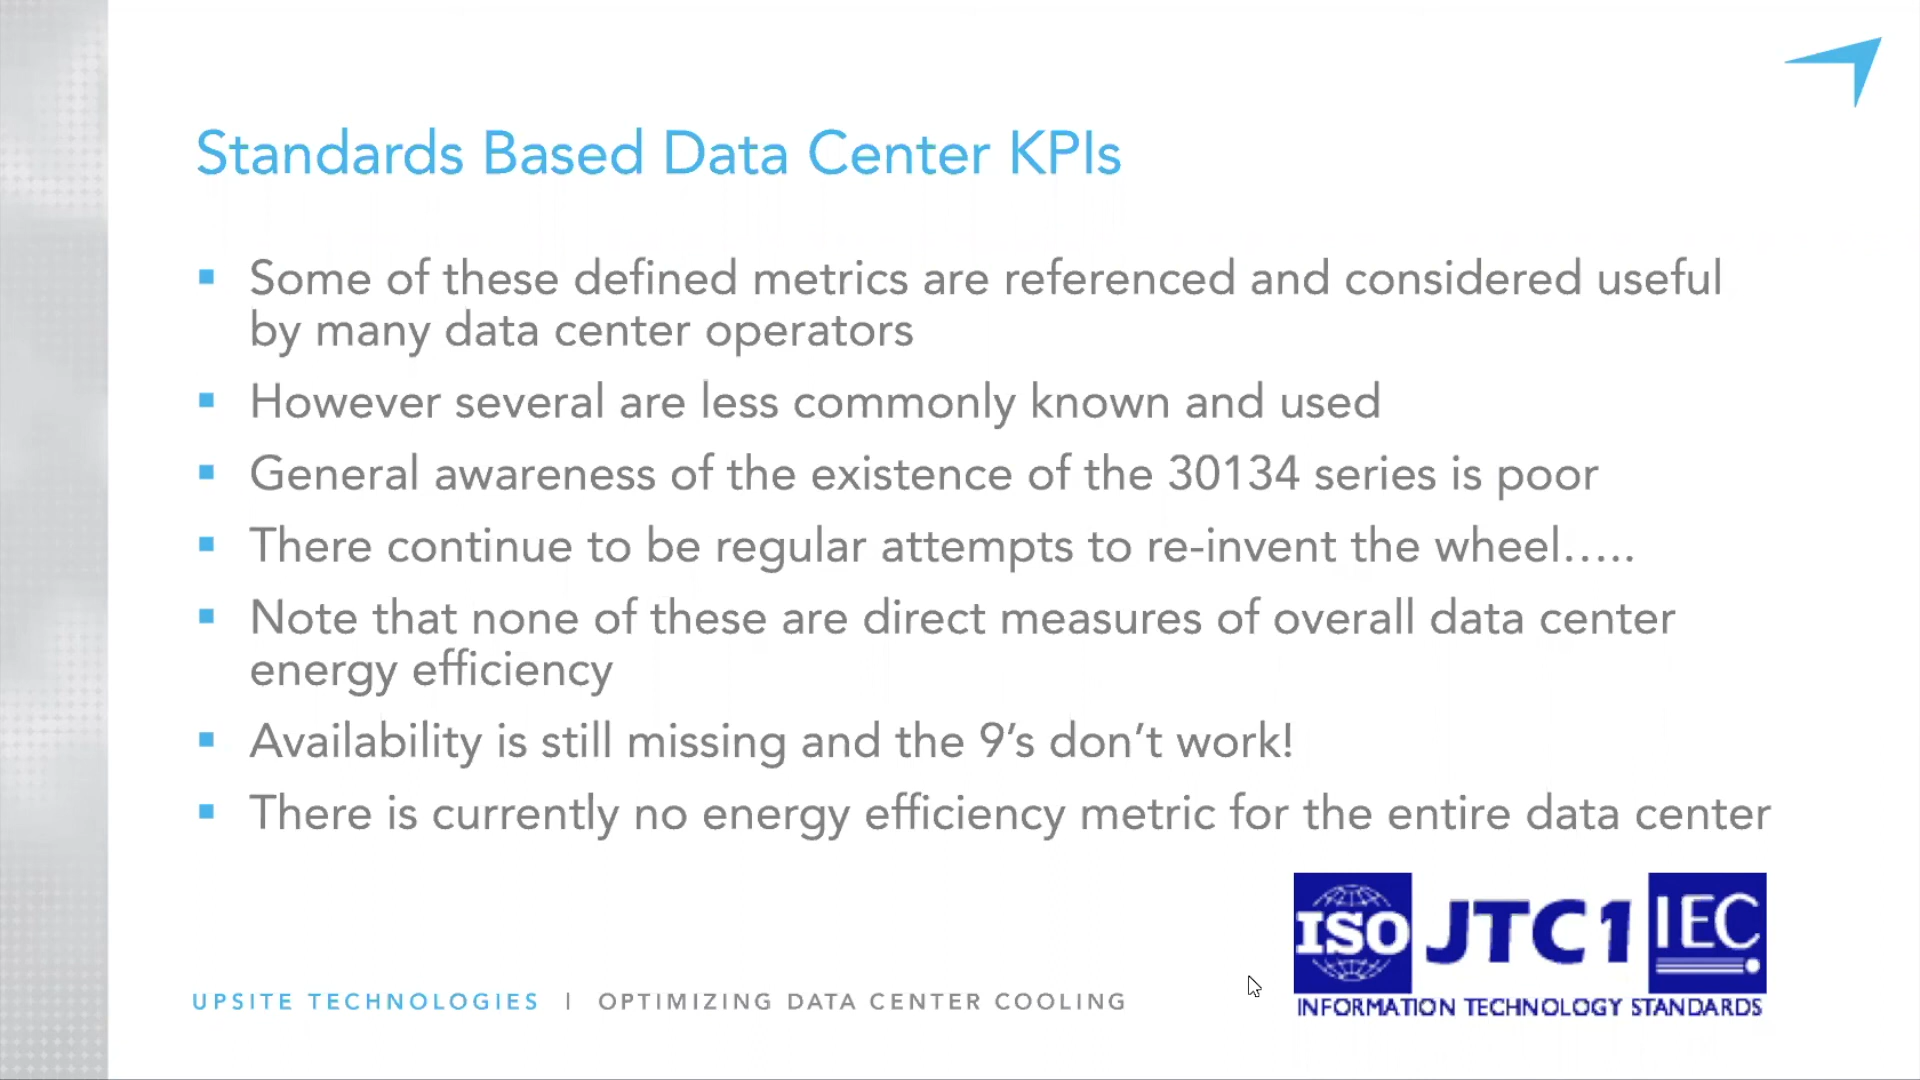 Standards Based Data Center KPIs
Some of these defined metrics are referenced and considered useful
by many data center operators
However several are less commonly known and used
General awareness of the existence of the 30134 series is poor
There continue to be regular attempts to re-invent the wheel…..
Note that none of these are direct measures of overall data center
energy efficiency
Availability is still missing and the 9’s don’t work!
There is currently no energy efficiency metric for the entire data center
ISO JTC1 IEC
INFORMATION TECHNOLOGY STANDARDS
UPSITE TECHNOLOGIES | OPTIMIZING DATA CENTER COOLING